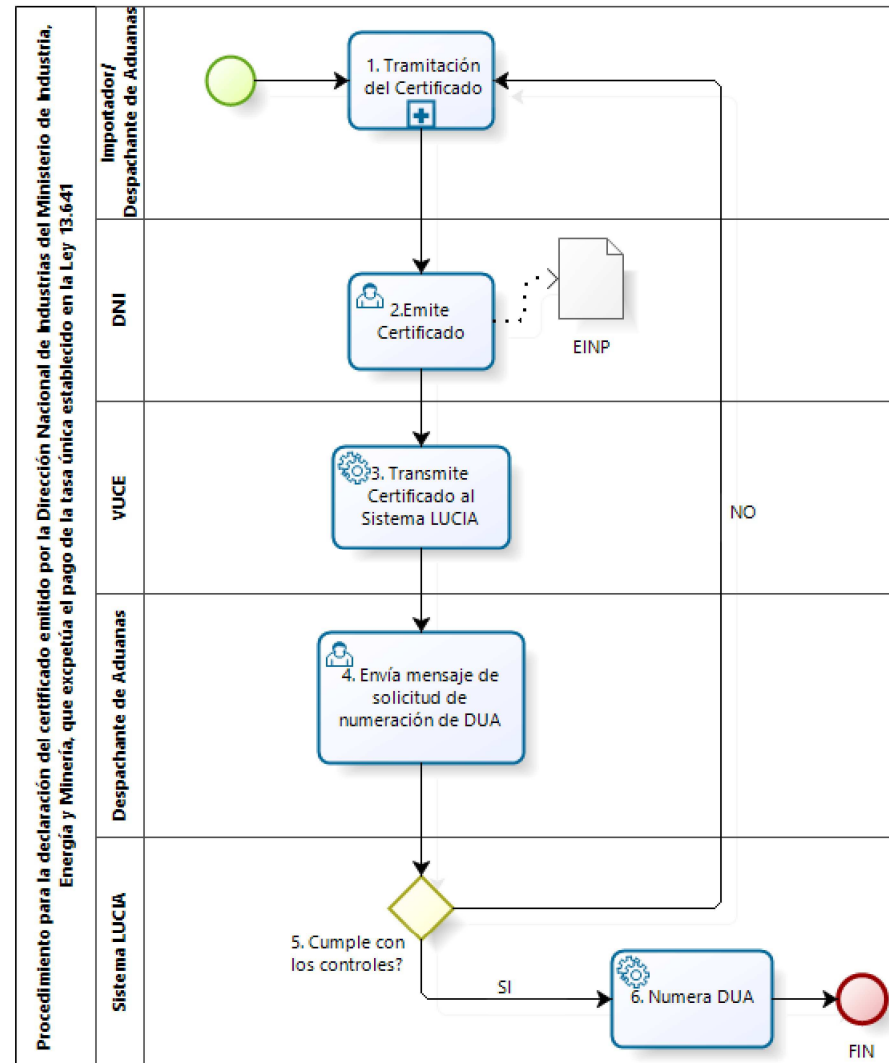 Procedimiento para la declaración del certificado emitido por la Dirección Nacional de Industrias del Ministerio de Industria,
Energía y Minería, que excpetúa el pago de la tasa única establecido en la Ley 13.641
Importador/
Despachante de Aduanas
1. Tramitación
del Certificado
DNI
2.Emite
Certificado
EINP
VUCE
3. Transmite
Certificado al
Sistema LUCIA
NO
Despachante de Aduanas
4. Envía mensaje de
solicitud de
numeración de DUA
Sistema LUCIA
5. Cumple con
los controles?
SI
6. Numera DUA
FIN